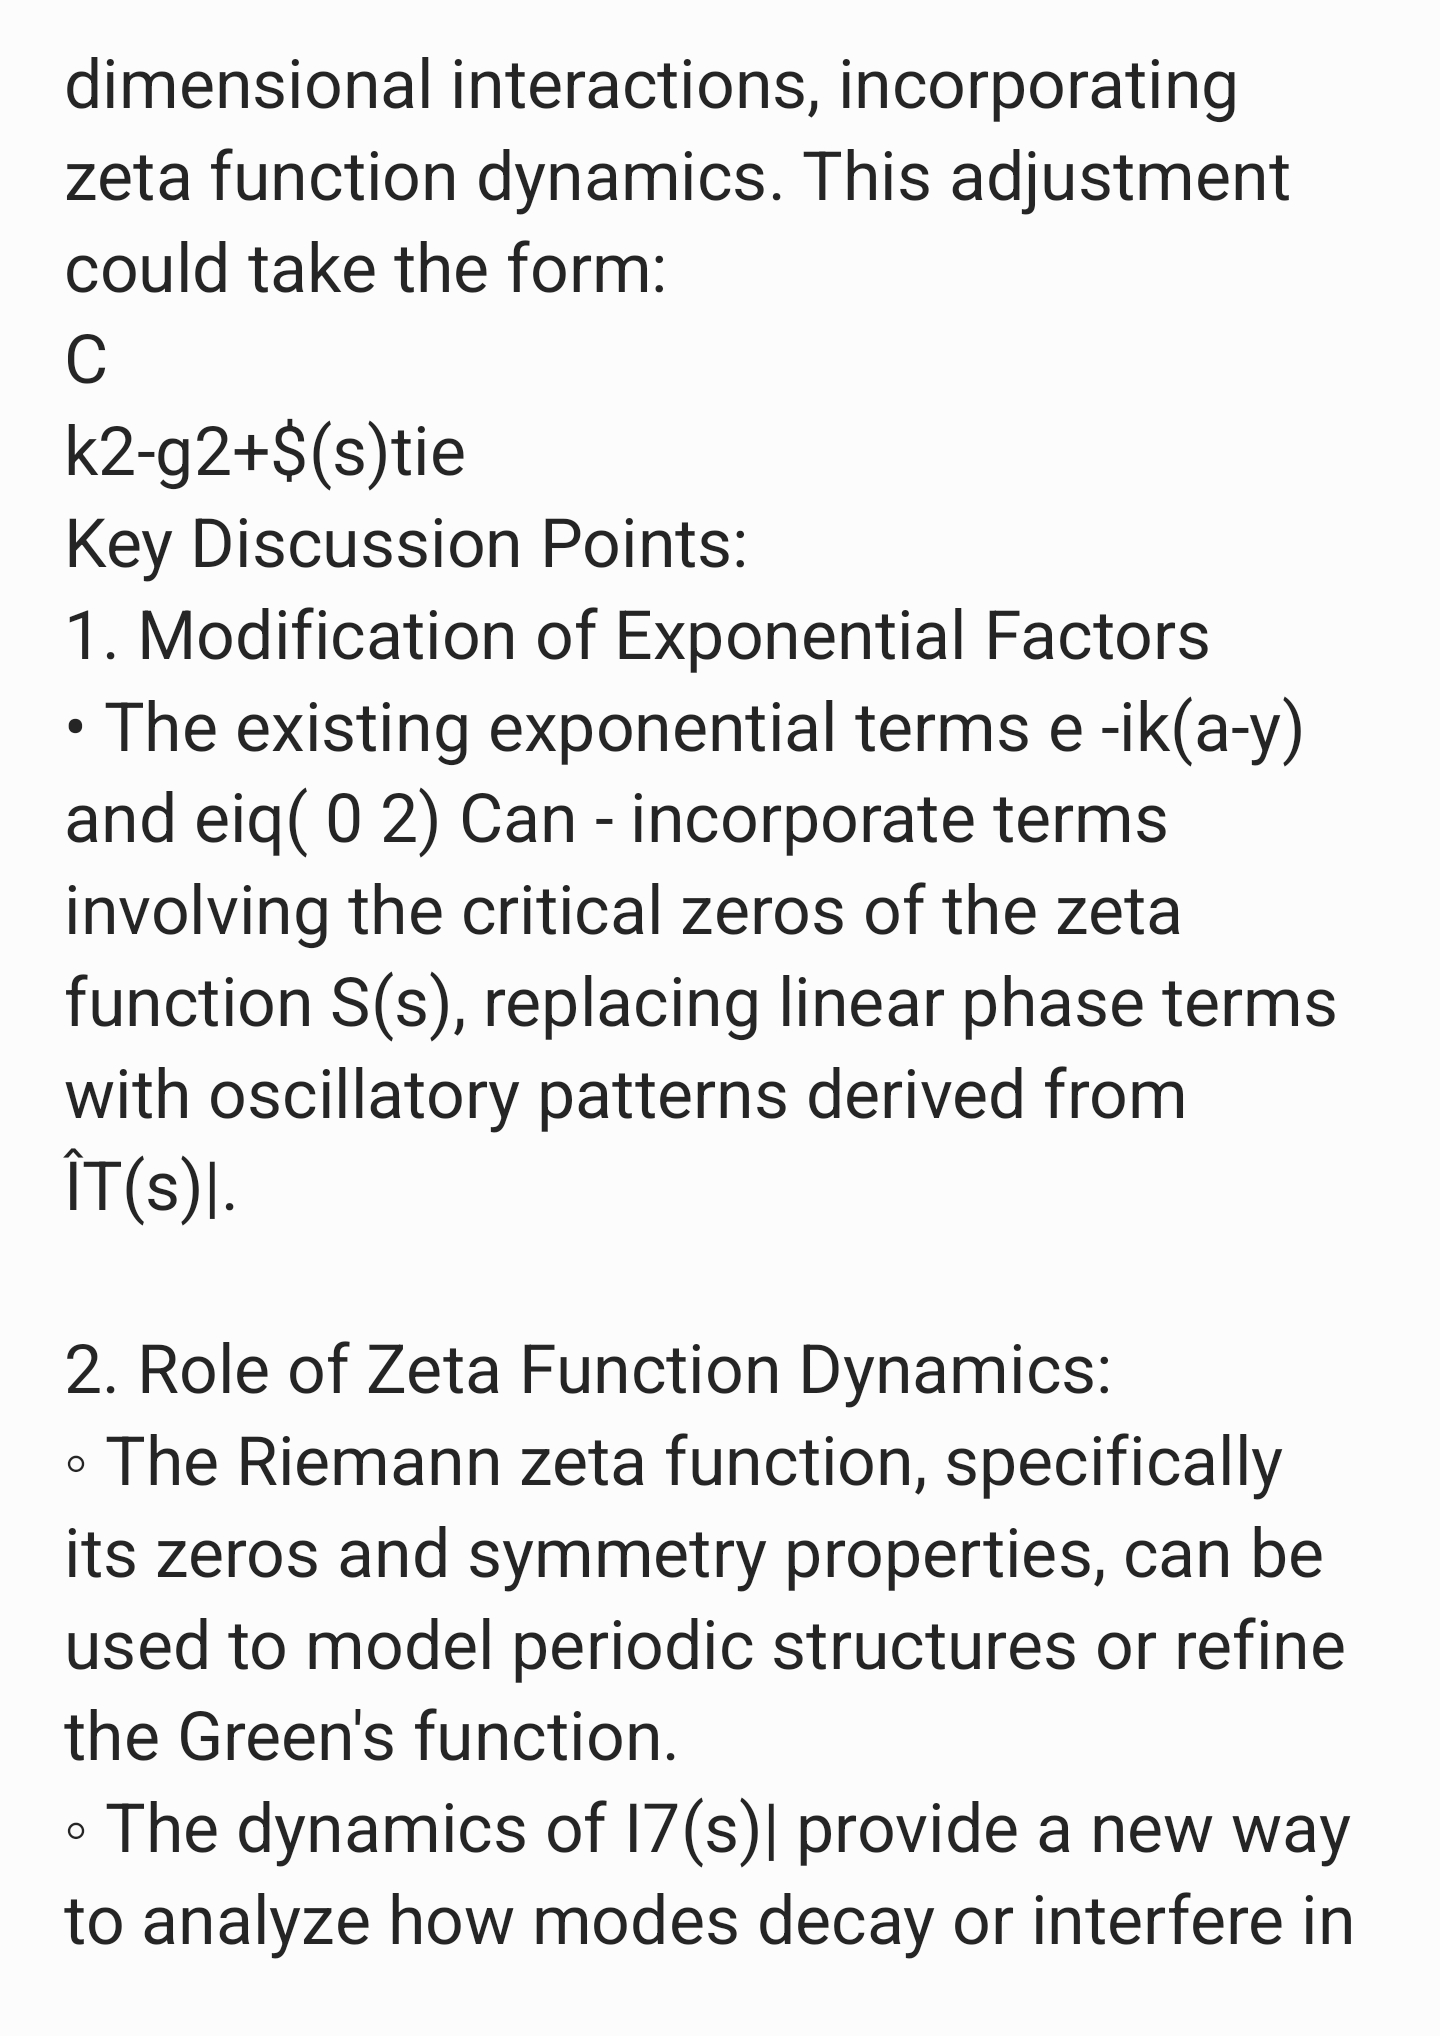 dimensional interactions, incorporating
zeta function dynamics. This adjustment
could take the form:
C
k2-g2+$(s)tie
Key Discussion Points:
1. Modification of Exponential Factors
• The existing exponential terms e -ik(a-y)
and eiq( 0 2) Can - incorporate terms
involving the critical zeros of the zeta
function S(s), replacing linear phase terms
with oscillatory patterns derived from
ÎT(s)|.
2. Role of Zeta Function Dynamics:
◦ The Riemann zeta function, specifically
its zeros and symmetry properties, can be
used to model periodic structures or refine
the Green's function.
◦ The dynamics of I7(s)| provide a new way
to analyze how modes decay or interfere in